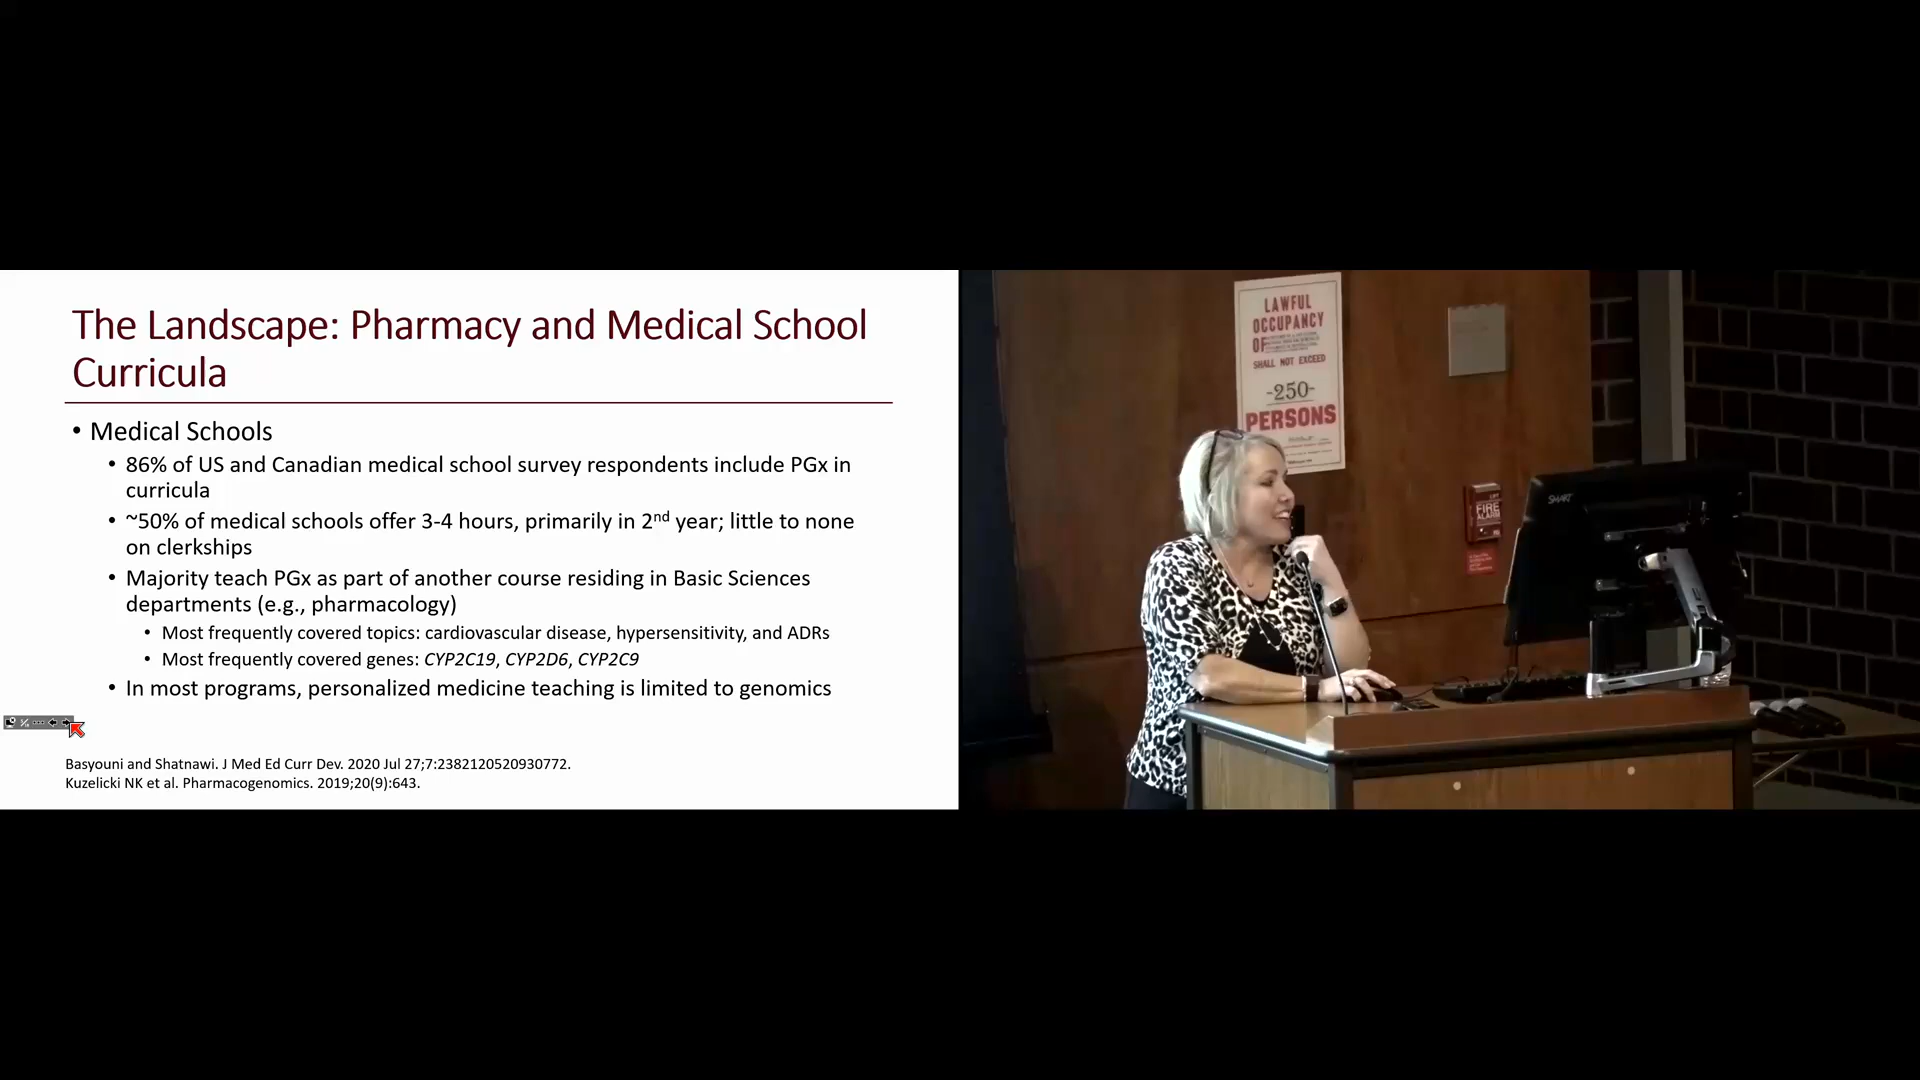 The Landscape: Pharmacy and Medical School
Curricula
• Medical Schools
• 86% of US and Canadian medical school survey respondents include PGx in
curricula
• ~50% of medical schools offer 3-4 hours, primarily in 2nd year; little to none
on clerkships
• Majority teach PGx as part of another course residing in Basic Sciences
departments (e.g., pharmacology)
• Most frequently covered topics: cardiovascular disease, hypersensitivity, and ADRs
• Most frequently covered genes: CYP2C19, CYP2D6, CYP2C9
• In most programs, personalized medicine teaching is limited to genomics
Basyouni and Shatnawi. J Med Ed Curr Dev. 2020 Jul 27;7:2382120520930772.
Kuzelicki NK et al. Pharmacogenomics. 2019;20(9):643.
LAWFUL
OCCUPANCY
OF
SHALL NOT EXCEED
-250-
PERSONS
FIRE
ALARM
SMART